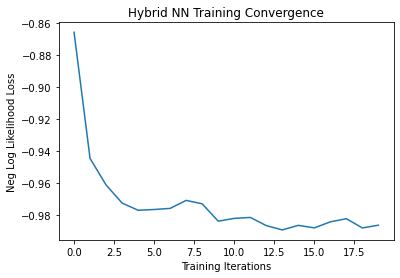 Hybrid NN Training Convergence
Neg Log Likelihood Loss
−0.86
−0.88
−0.90
−0.92
−0.94
−0.96
−0.98
0.0 2.5 5.0 7.5 10.0 12.5 15.0 17.5
Training Iterations